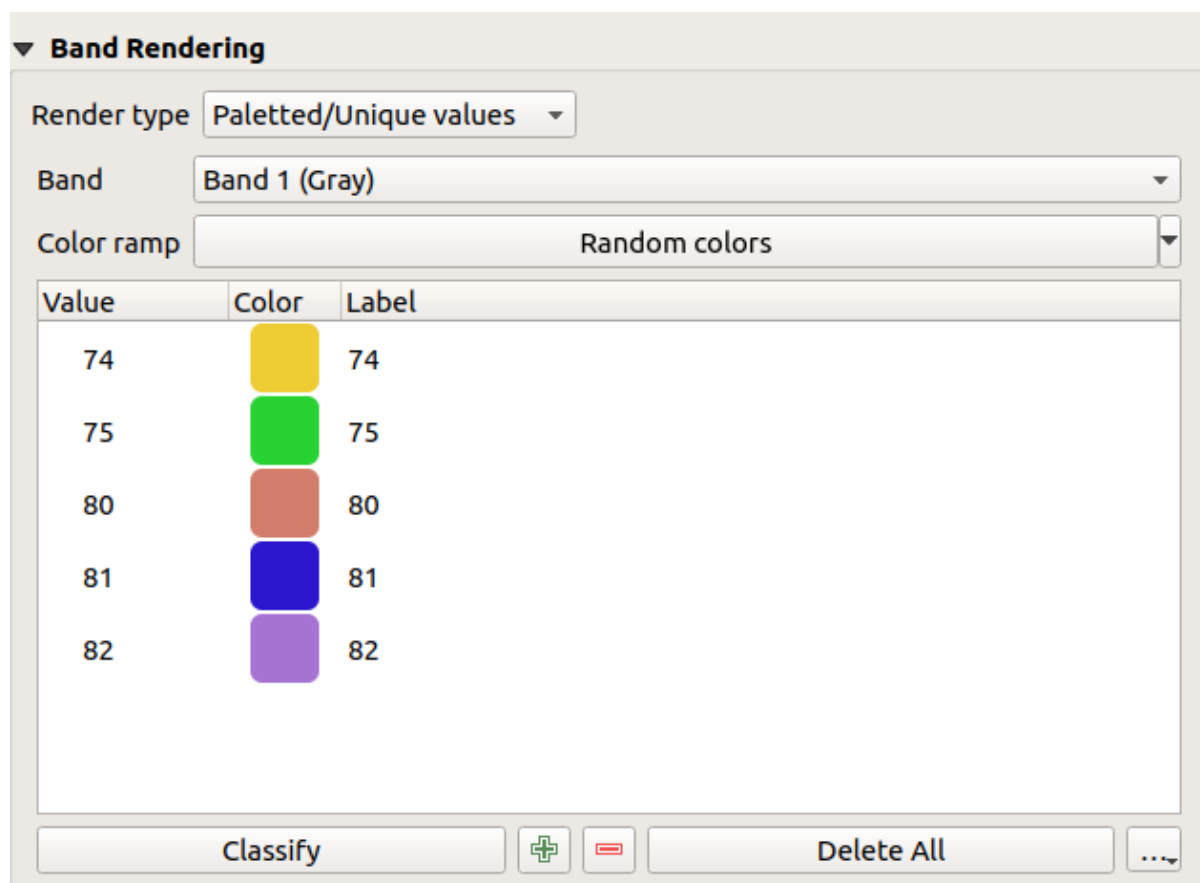 Band Rendering
Render type Paletted/Unique values
Band Band 1 (Gray)
Color ramp Random colors
Value Color Label
74 74
75 75
80 80
81 81
82 82
Classify Delete All ...